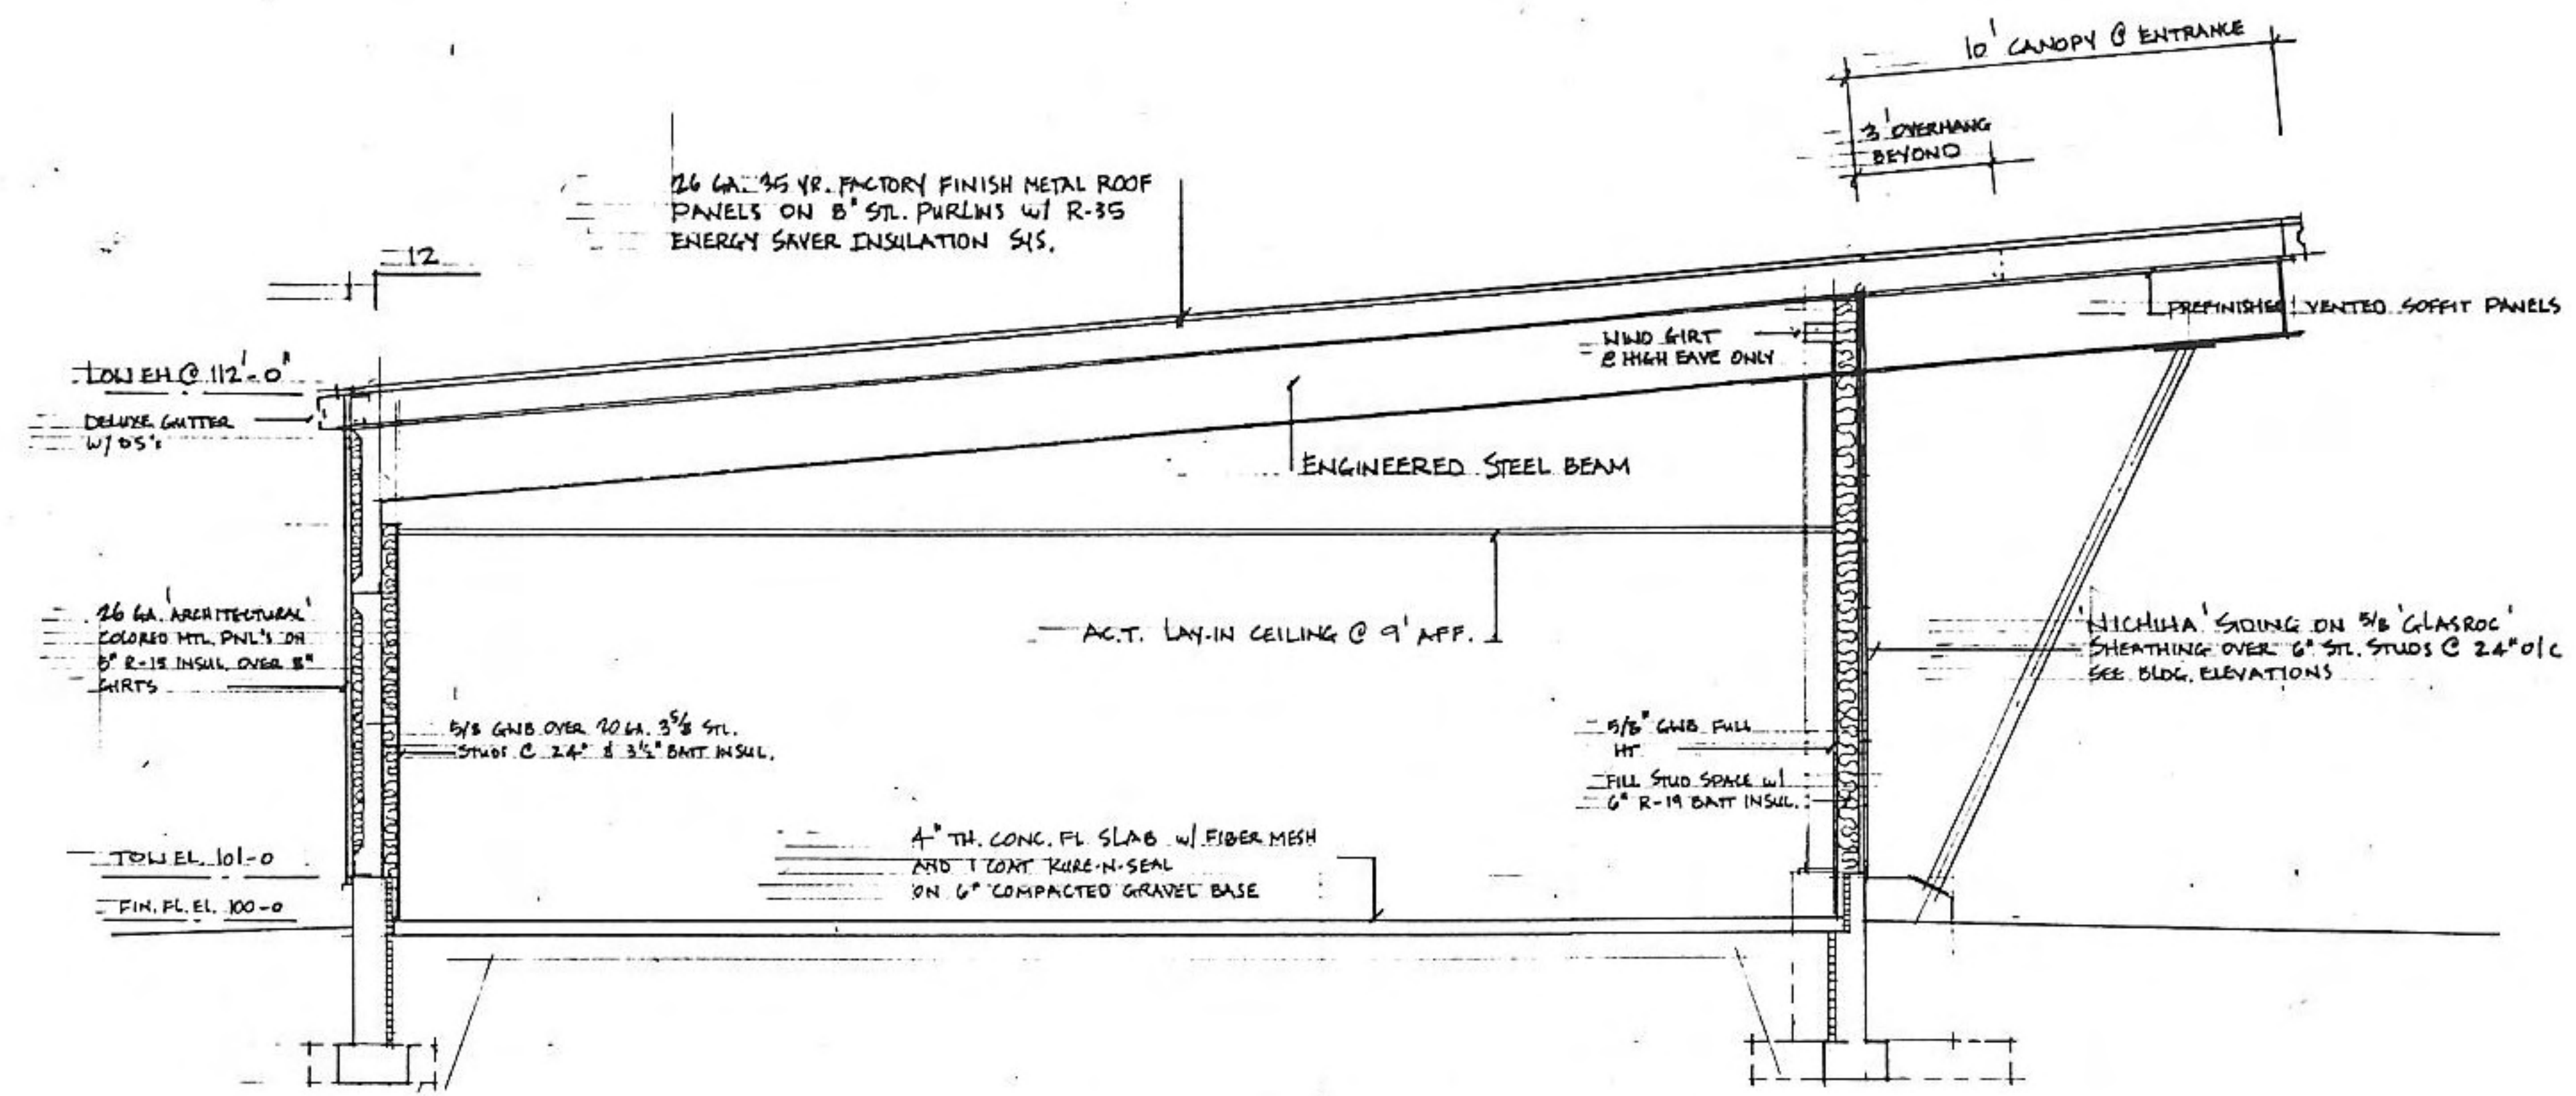 10' CANOPY @ ENTRANCE
3' OVERHANG
BEYOND
26 GA. 35 YR. FACTORY FINISH METAL ROOF
PANELS ON 8" STL. PURLINS W/ R-35
ENERGY SAVER INSULATION SYS.
12
PREFINISHED VENTED SOFFIT PANELS
WIND GIRT
@ HIGH EAVE ONLY
LOW EH @ 112'-0"
DELUXE GUTTER
W/ DS's
ENGINEERED STEEL BEAM
26 GA. 'ARCHITECTURAL'
COLORED MTL. PNL'S ON
R-15 INSUL. OVER 8"
GIRTS
A.C.T. LAY-IN CEILING @ 9' AFF.
'NICHIHA' SIDING ON 5/8 'GLASROC'
SHEATHING OVER 6" STL. STUDS @ 24" O/C
SEE BLDG. ELEVATIONS
5/8 GWB OVER 20 GA. 3 5/8 STL.
STUDS @ 24" & 3 1/2" BATT INSUL.
5/8" GWB FULL
HT
FILL STUD SPACE W/
6" R-19 BATT INSUL.
4" TH. CONC. FL SLAB W/ FIBER MESH
AND 1 COAT KURE-N-SEAL
ON 6" COMPACTED GRAVEL BASE
TOW EL. 101-0
FIN. FL. EL. 100-0